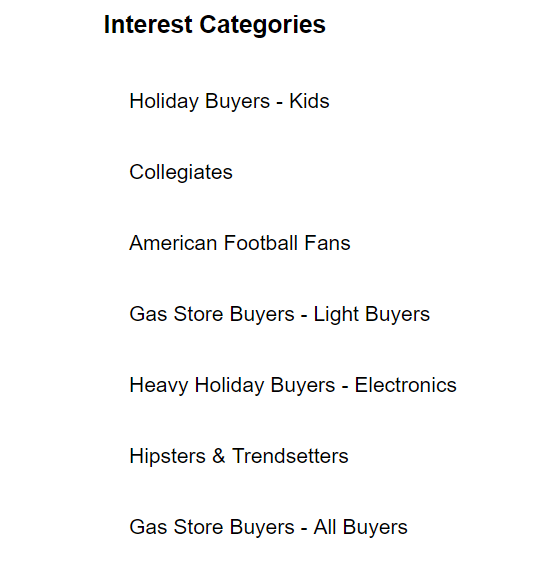 Interest Categories
Holiday Buyers - Kids
Collegiates
American Football Fans
Gas Store Buyers - Light Buyers
Heavy Holiday Buyers - Electronics
Hipsters & Trendsetters
Gas Store Buyers - All Buyers